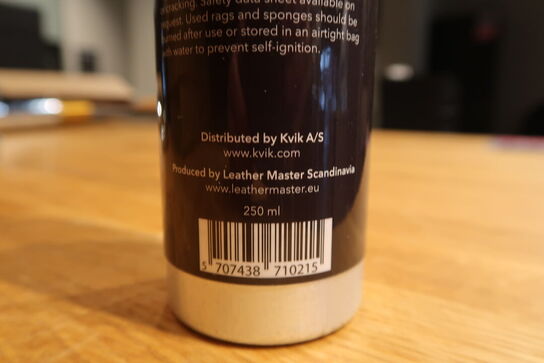 cracking. Safety data sheet available on
request. Used rags and sponges should be
after use or stored in an airtight bag
with water to prevent self-ignition.
Distributed by Kvik A/S
www.kvik.com
Produced by Leather Master Scandinavia
www.leathermaster.eu
250 ml
5 707438 710215